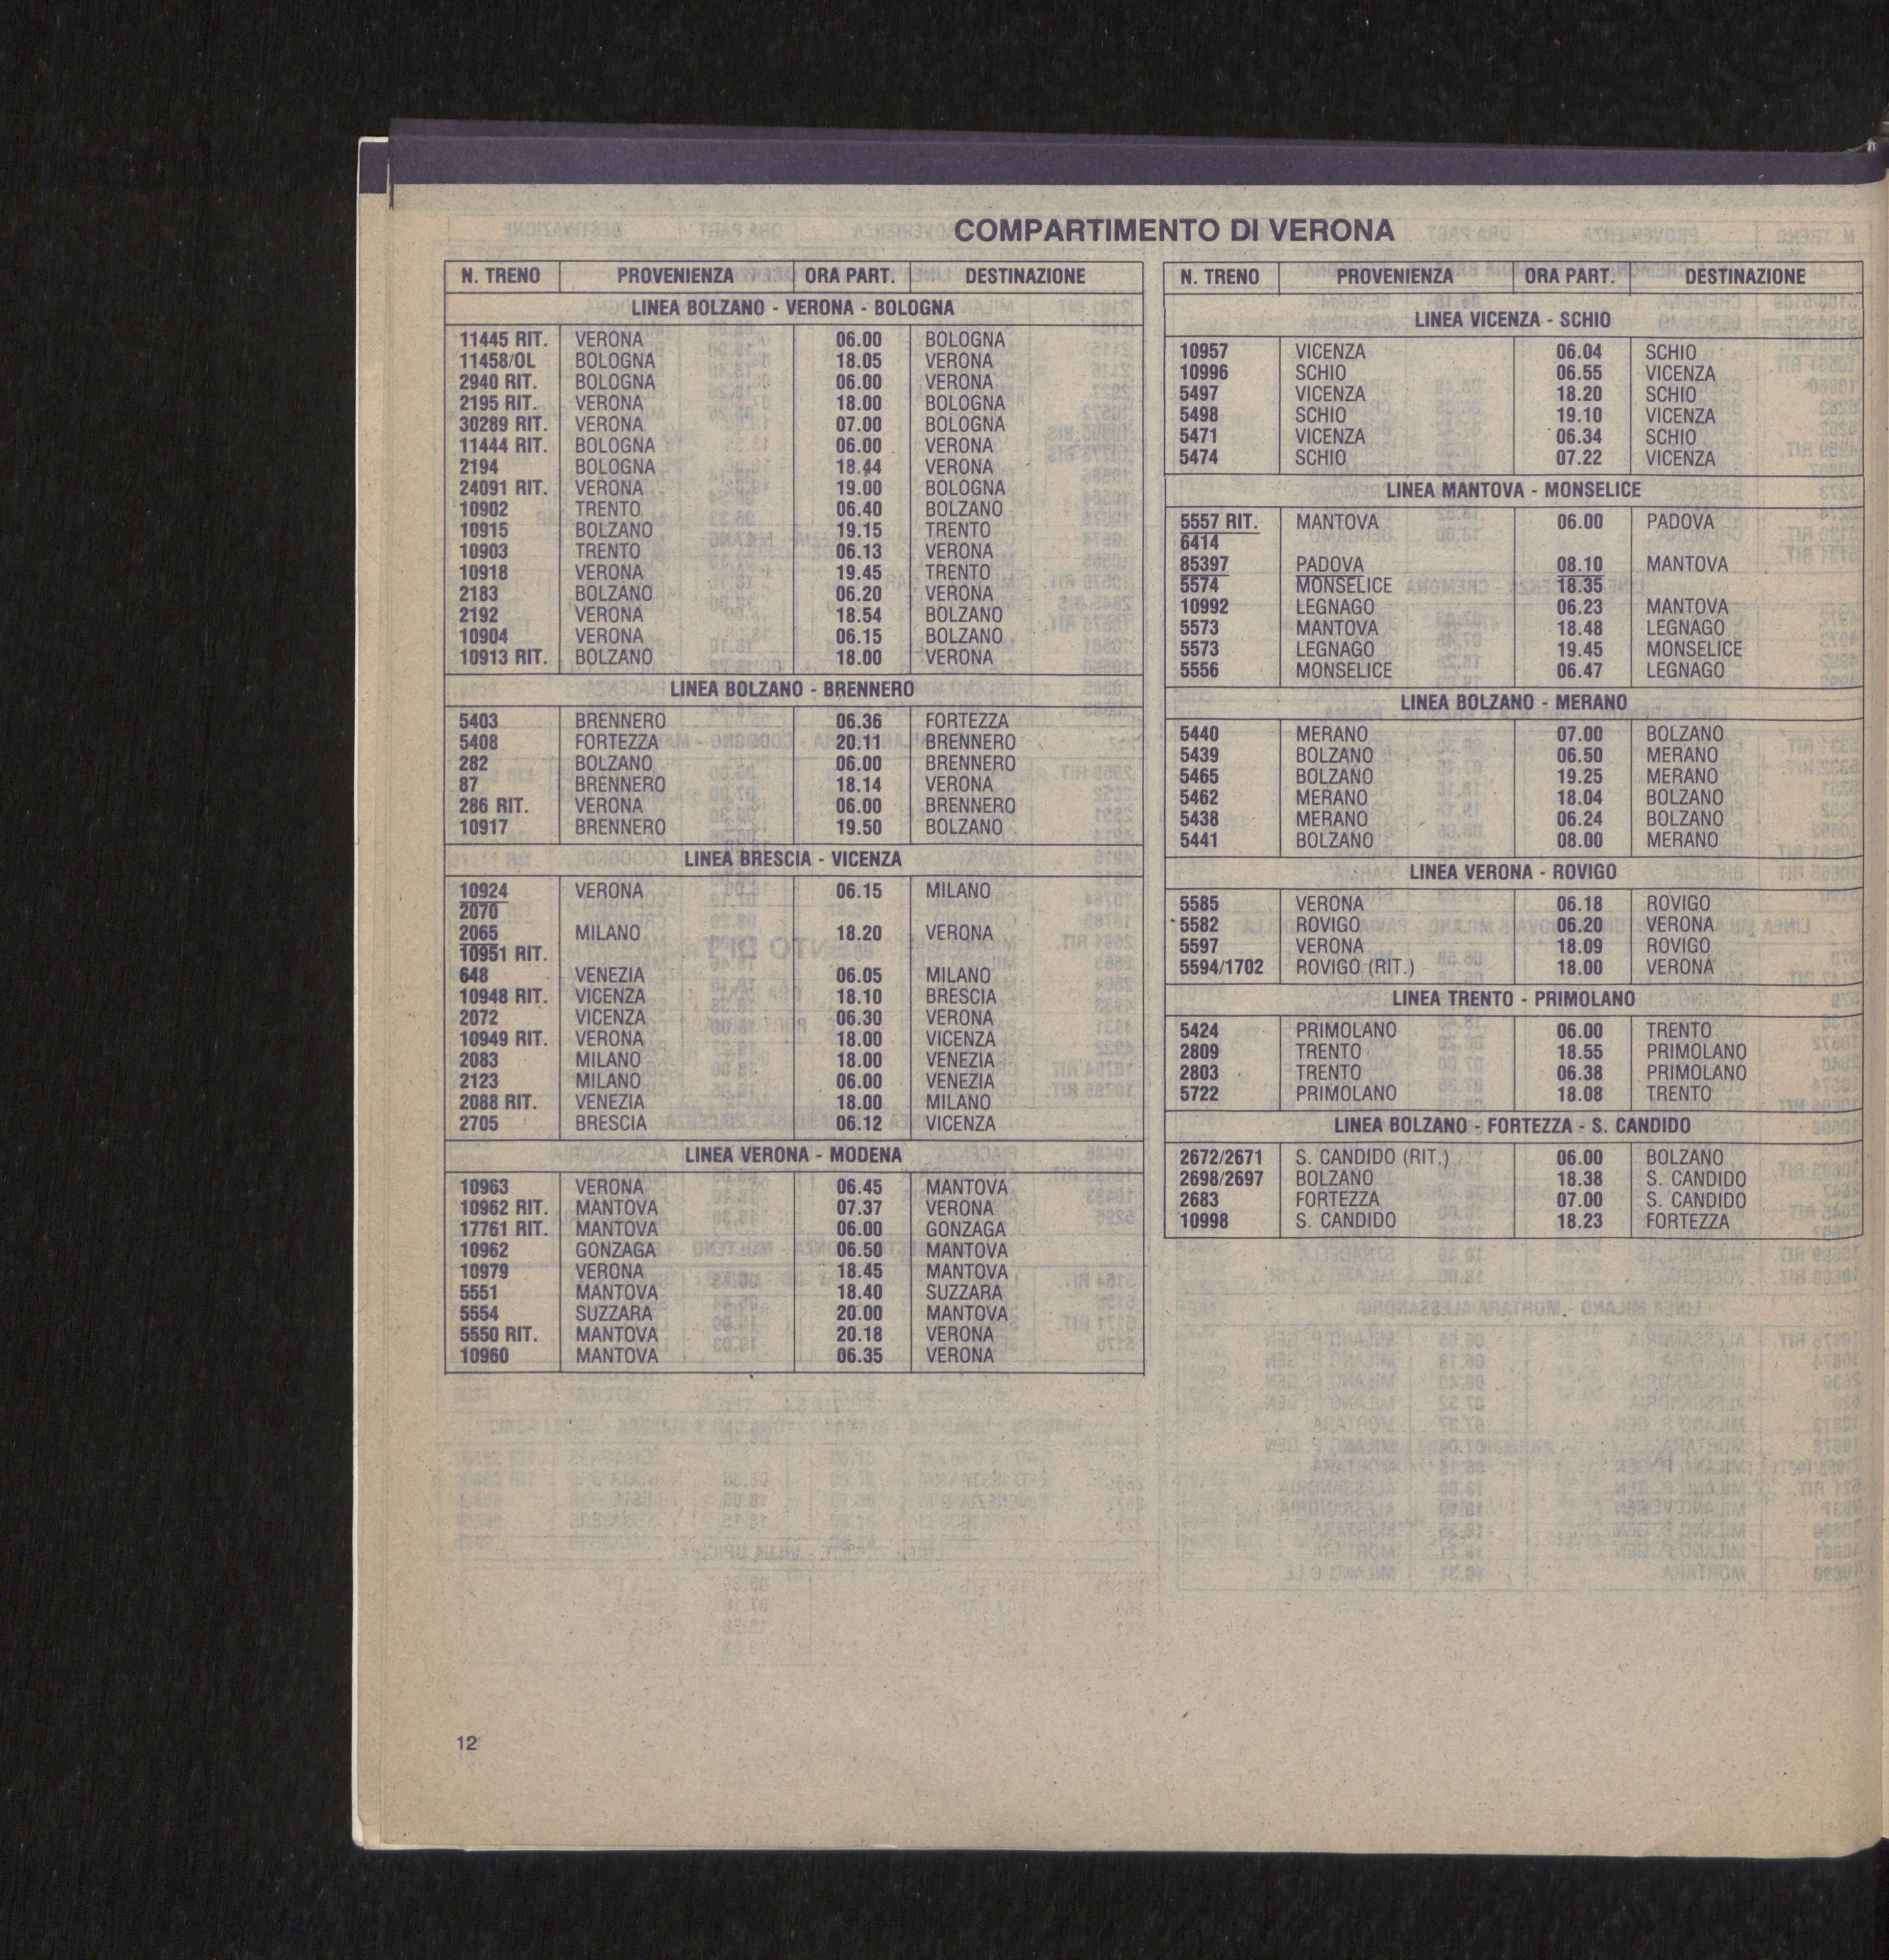 COMPARTIMENTO DI VERONA
N. TRENO PROVENIENZA ORA PART. DESTINAZIONE
LINEA BOLZANO - VERONA - BOLOGNA
11445 RIT. VERONA 06.00 BOLOGNA
11458/OL BOLOGNA 18.05 VERONA
2940 RIT. BOLOGNA 06.00 VERONA
2195 RIT. VERONA 18.00 BOLOGNA
30289 RIT. VERONA 07.00 BOLOGNA
11444 RIT. BOLOGNA 06.00 VERONA
2194 BOLOGNA 18.44 VERONA
24091 RIT. VERONA 19.00 BOLOGNA
10902 TRENTO 06.40 BOLZANO
10915 BOLZANO 19.15 TRENTO
10903 TRENTO 06.13 VERONA
10918 VERONA 19.45 TRENTO
2183 BOLZANO 06.20 VERONA
2192 VERONA 18.54 BOLZANO
10904 VERONA 06.15 BOLZANO
10913 RIT. BOLZANO 18.00 VERONA
LINEA BOLZANO - BRENNERO
5403 BRENNERO 06.36 FORTEZZA
5408 FORTEZZA 20.11 BRENNERO
282 BOLZANO 06.00 BRENNERO
87 BRENNERO 18.14 VERONA
286 RIT. VERONA 06.00 BRENNERO
10917 BRENNERO 19.50 BOLZANO
LINEA BRESCIA - VICENZA
10924 VERONA 06.15 MILANO
2070
2065 MILANO 18.20 VERONA
10951 RIT.
648 VENEZIA 06.05 MILANO
10948 RIT. VICENZA 18.10 BRESCIA
2072 VICENZA 06.30 VERONA
10949 RIT. VERONA 18.00 VICENZA
2083 MILANO 18.00 VENEZIA
2123 MILANO 06.00 VENEZIA
2088 RIT. VENEZIA 18.00 MILANO
2705 BRESCIA 06.12 VICENZA
LINEA VERONA - MODENA
10963 VERONA 06.45 MANTOVA
10962 RIT. MANTOVA 07.37 VERONA
17761 RIT. MANTOVA 06.00 GONZAGA
10962 GONZAGA 06.50 MANTOVA
10979 VERONA 18.45 MANTOVA
5551 MANTOVA 18.40 SUZZARA
5554 SUZZARA 20.00 MANTOVA
5550 RIT. MANTOVA 20.18 VERONA
10960 MANTOVA 06.35 VERONA
N. TRENO PROVENIENZA ORA PART. DESTINAZIONE
LINEA VICENZA - SCHIO
10957 VICENZA 06.04 SCHIO
10996 SCHIO 06.55 VICENZA
5497 VICENZA 18.20 SCHIO
5498 SCHIO 19.10 VICENZA
5471 VICENZA 06.34 SCHIO
5474 SCHIO 07.22 VICENZA
LINEA MANTOVA - MONSELICE
5557 RIT. MANTOVA 06.00 PADOVA
6414
85397 PADOVA 08.10 MANTOVA
5574 MONSELICE 18.35
10992 LEGNAGO 06.23 MANTOVA
5573 MANTOVA 18.48 LEGNAGO
5573 LEGNAGO 19.45 MONSELICE
5556 MONSELICE 06.47 LEGNAGO
LINEA BOLZANO - MERANO
5440 MERANO 07.00 BOLZANO
5439 BOLZANO 06.50 MERANO
5465 BOLZANO 19.25 MERANO
5462 MERANO 18.04 BOLZANO
5438 MERANO 06.24 BOLZANO
5441 BOLZANO 08.00 MERANO
LINEA VERONA - ROVIGO
5585 VERONA 06.18 ROVIGO
5582 ROVIGO 06.20 VERONA
5597 VERONA 18.09 ROVIGO
5594/1702 ROVIGO (RIT.) 18.00 VERONA
LINEA TRENTO - PRIMOLANO
5424 PRIMOLANO 06.00 TRENTO
2809 TRENTO 18.55 PRIMOLANO
2803 TRENTO 06.38 PRIMOLANO
5722 PRIMOLANO 18.08 TRENTO
LINEA BOLZANO - FORTEZZA - S. CANDIDO
2672/2671 S. CANDIDO (RIT.) 06.00 BOLZANO
2698/2697 BOLZANO 18.38 S. CANDIDO
2683 FORTEZZA 07.00 S. CANDIDO
10998 S. CANDIDO 18.23 FORTEZZA
12